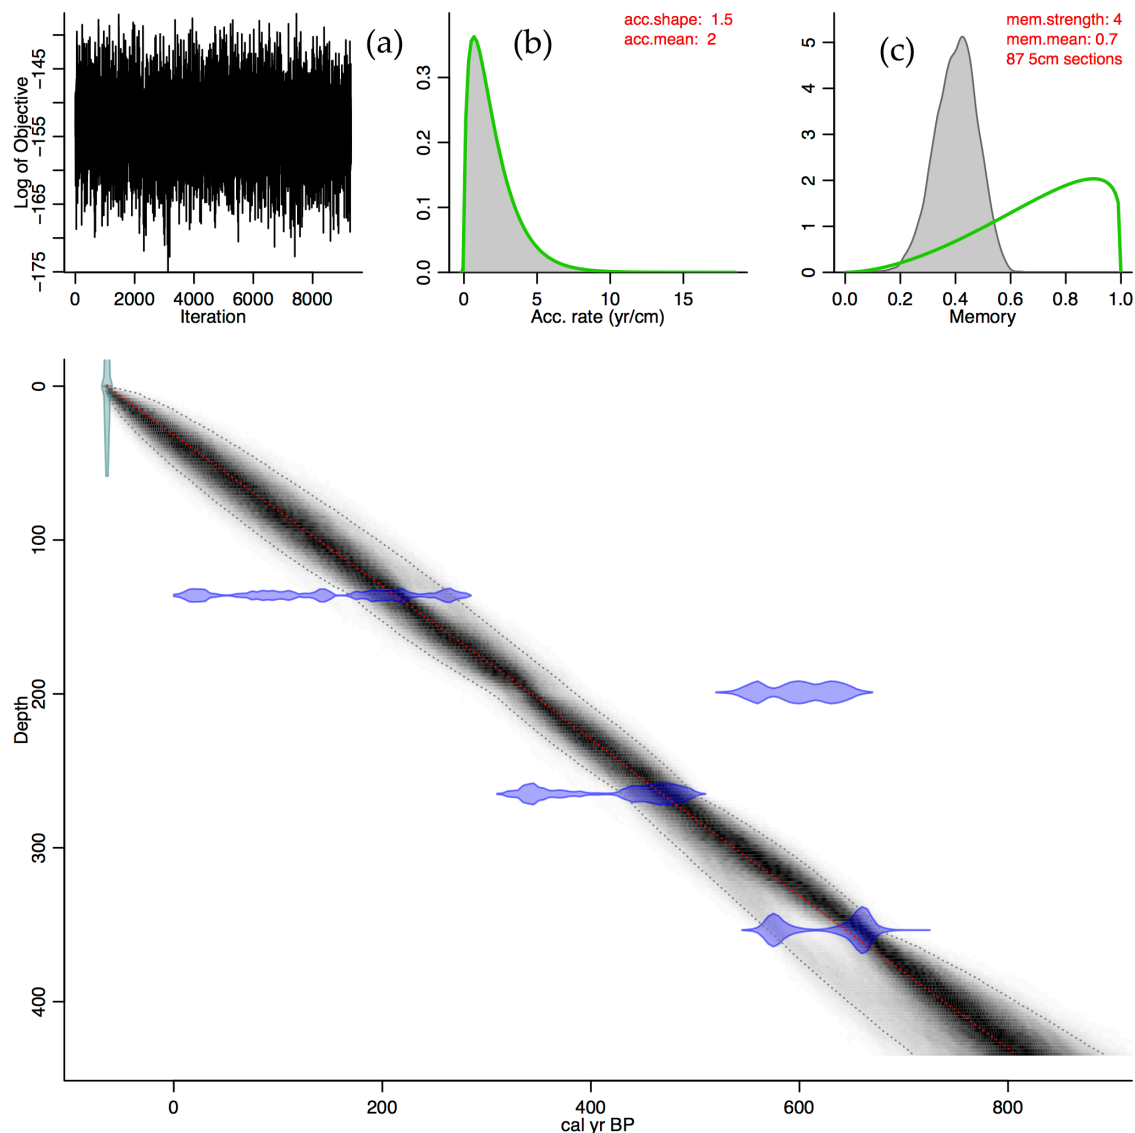 (a)
Log of Objective
−145
−155
−165
−175
0 2000 4000 6000 8000
Iteration
(b)
acc.shape: 1.5
acc.mean: 2
0.0 0.1 0.2 0.3
0 5 10 15
Acc. rate (yr/cm)
(c)
mem.strength: 4
mem.mean: 0.7
87 5cm sections
5
4
3
2
1
0
0.0 0.2 0.4 0.6 0.8 1.0
Memory
Depth
0
100
200
300
400
0 200 400 600 800
cal yr BP